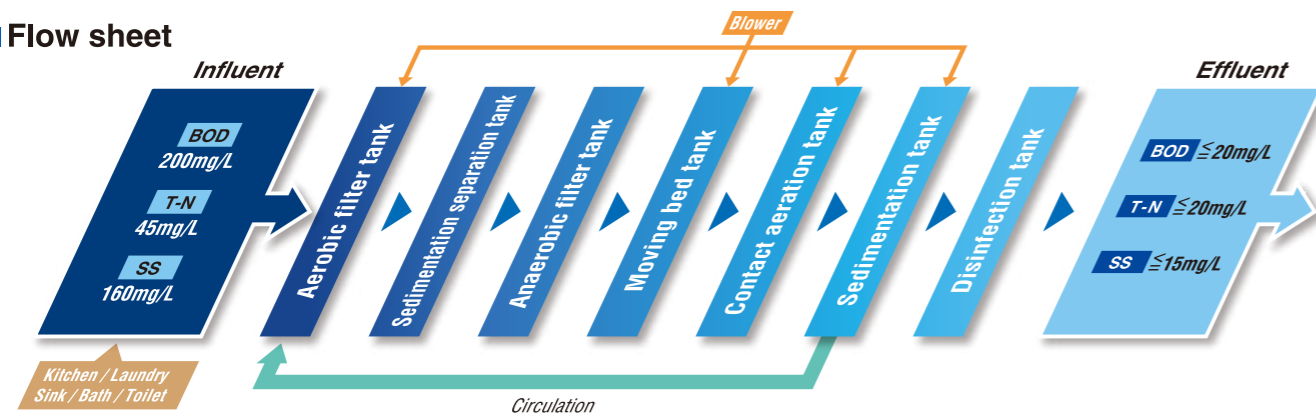 Flow sheet
Blower
Influent
Effluent
BOD
200mg/L
T-N
45mg/L
SS
160mg/L
Kitchen / Laundry
Sink / Bath / Toilet
Aerobic filter tank
Sedimentation separation tank
Anaerobic filter tank
Moving bed tank
Contact aeration tank
Sedimentation tank
Disinfection tank
BOD ≦20mg/L
T-N ≦20mg/L
SS ≦15mg/L
Circulation